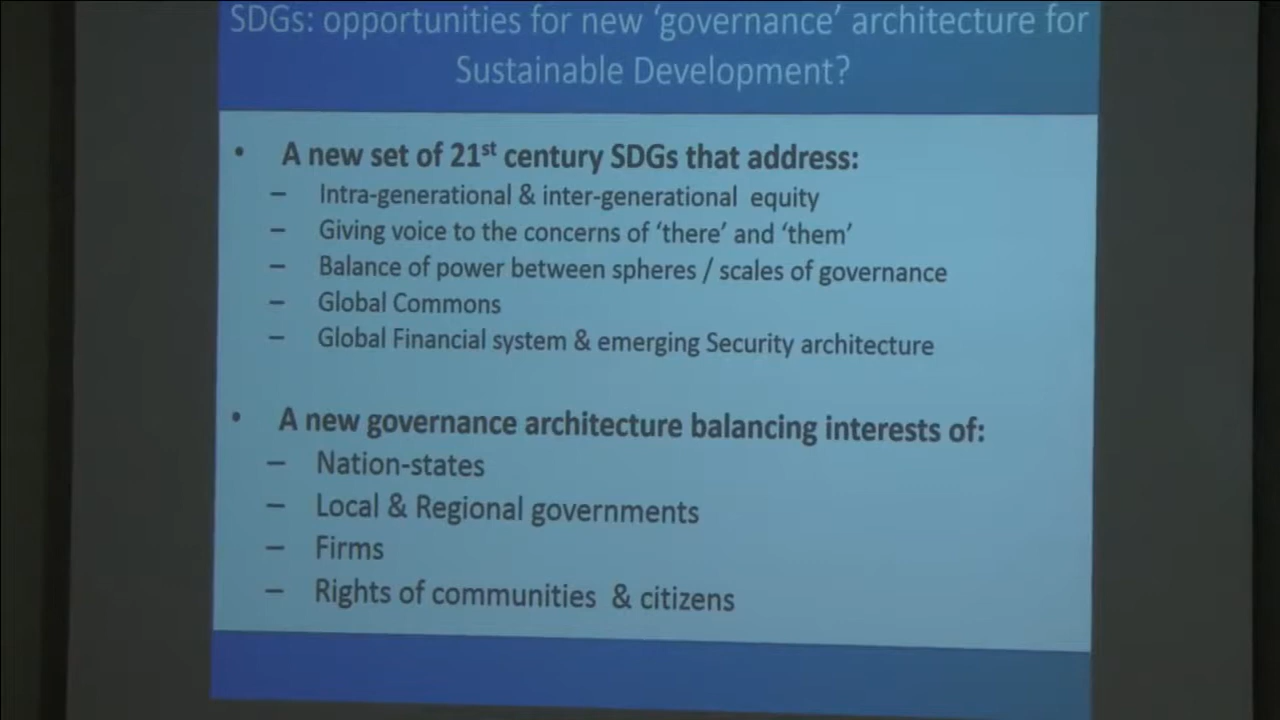 SDGs: opportunities for new ‘governance’ architecture for
Sustainable Development?
• A new set of 21st century SDGs that address:
– Intra-generational & inter-generational equity
– Giving voice to the concerns of ‘there’ and ‘them’
– Balance of power between spheres / scales of governance
– Global Commons
– Global Financial system & emerging Security architecture
• A new governance architecture balancing interests of:
– Nation-states
– Local & Regional governments
– Firms
– Rights of communities & citizens